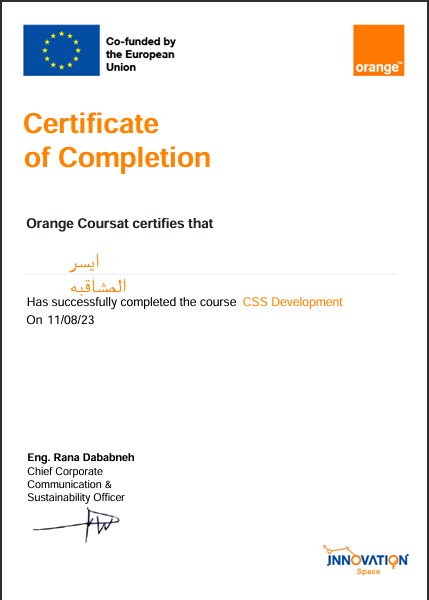 Co-funded by
the European
Union
orange™
Certificate
of Completion
Orange Coursat certifies that
ايسر
المشاقبه
Has successfully completed the course CSS Development
On 11/08/23
Eng. Rana Dababneh
Chief Corporate
Communication &
Sustainability Officer
INNOVATION
Space